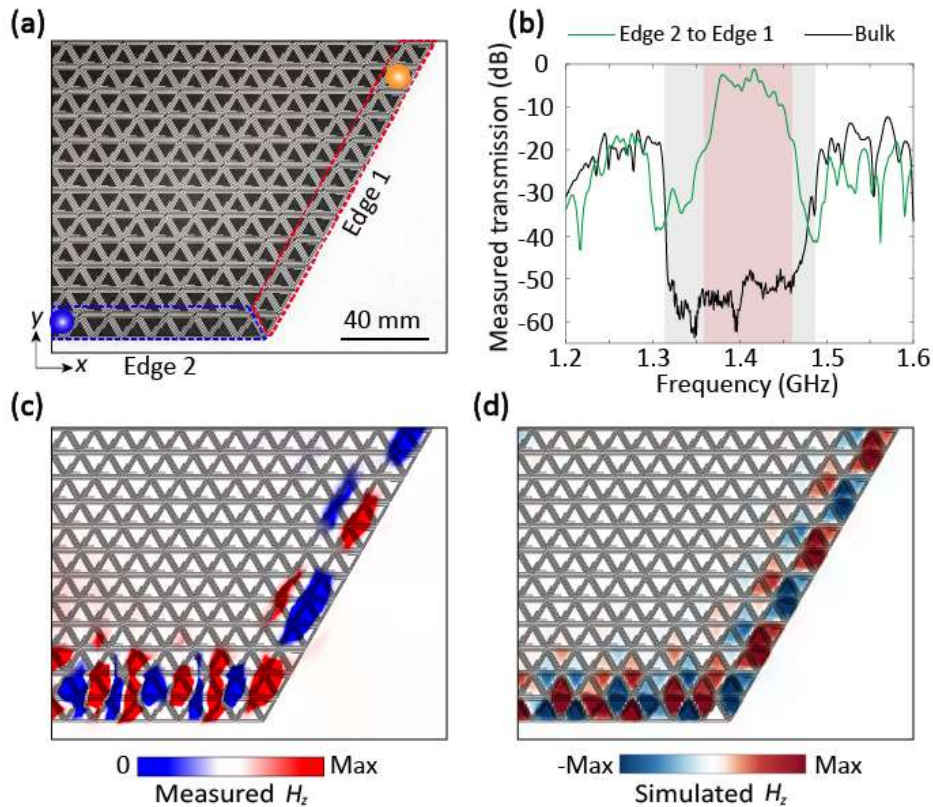 (a)
Edge 1
40 mm
y
x
Edge 2
(b)
Edge 2 to Edge 1
Bulk
Measured transmission (dB)
0
-10
-20
-30
-40
-50
-60
1.2
1.3
1.4
1.5
1.6
Frequency (GHz)
(c)
0
Max
Measured Hz
(d)
-Max
Max
Simulated Hz